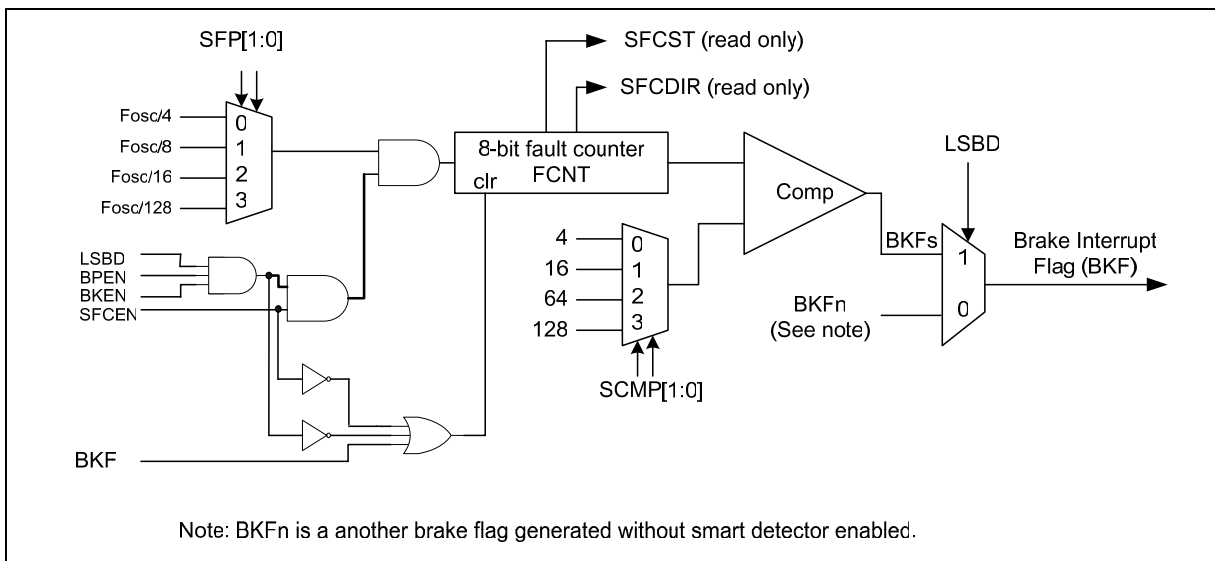 SFP[1:0]
SFCST (read only)
SFCDIR (read only)
Fosc/4
Fosc/8
Fosc/16
Fosc/128
0
1
2
3
8-bit fault counter
FCNT
clr
Comp
LSBD
LSBD
BPEN
BKEN
SFCEN
4
16
64
128
0
1
2
3
SCMP[1:0]
BKFs
BKFn
(See note)
1
0
Brake Interrupt
Flag (BKF)
BKF
Note: BKFn is a another brake flag generated without smart detector enabled.